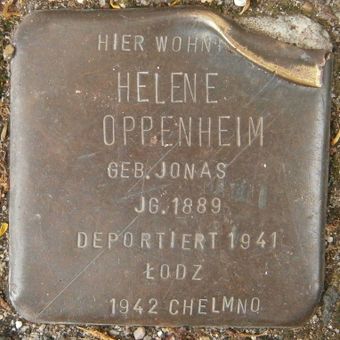 HIER WOHN
HELENE
OPPENHEIM
GEB. JONAS
JG. 1889
DEPORTIERT 1941
ŁODZ
1942 CHELMNO